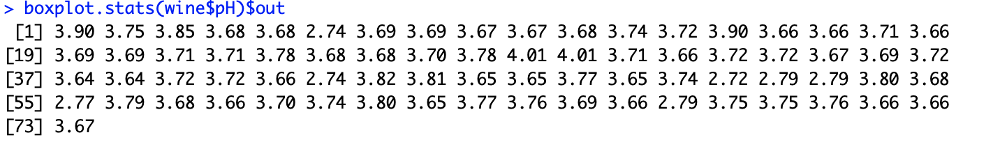 > boxplot.stats(wine$pH)$out
[1] 3.90 3.75 3.85 3.68 3.68 2.74 3.69 3.69 3.67 3.67 3.68 3.74 3.72 3.90 3.66 3.66 3.71 3.66
[19] 3.69 3.69 3.71 3.71 3.78 3.68 3.68 3.70 3.78 4.01 4.01 3.71 3.66 3.72 3.72 3.67 3.69 3.72
[37] 3.64 3.64 3.72 3.72 3.66 2.74 3.82 3.81 3.65 3.65 3.77 3.65 3.74 2.72 2.79 2.79 3.80 3.68
[55] 2.77 3.79 3.68 3.66 3.70 3.74 3.80 3.65 3.77 3.76 3.69 3.66 2.79 3.75 3.75 3.76 3.66 3.66
[73] 3.67